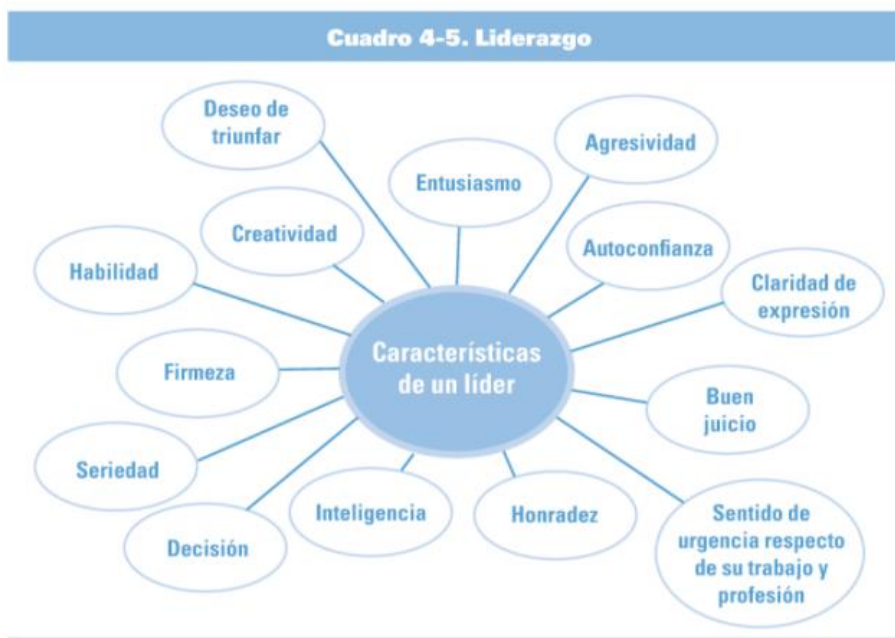 Cuadro 4-5. Liderazgo
Deseo de
triunfar
Entusiasmo
Agresividad
Creatividad
Autoconfianza
Habilidad
Claridad de
expresión
Características
de un líder
Firmeza
Buen
juicio
Seriedad
Inteligencia
Honradez
Decisión
Sentido de
urgencia respecto
de su trabajo y
profesión